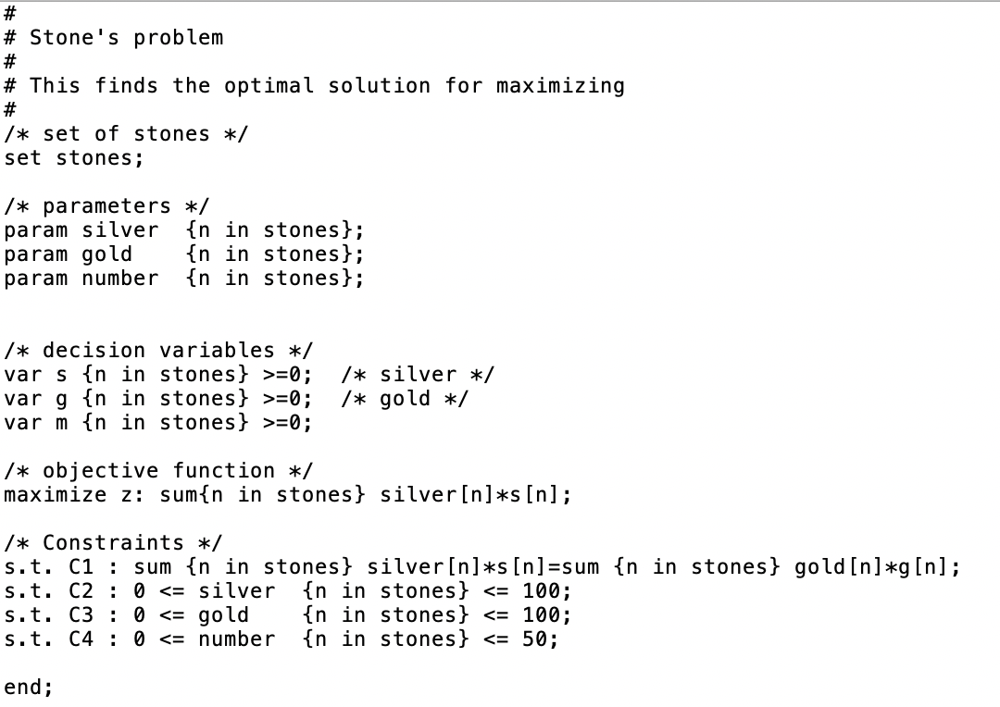 #
# Stone's problem
#
# This finds the optimal solution for maximizing
#
/* set of stones */
set stones;
/* parameters */
param silver  {n in stones};
param gold    {n in stones};
param number  {n in stones};
/* decision variables */
var s {n in stones} >=0;  /* silver */
var g {n in stones} >=0;  /* gold */
var m {n in stones} >=0;
/* objective function */
maximize z: sum{n in stones} silver[n]*s[n];
/* Constraints */
s.t. C1 : sum {n in stones} silver[n]*s[n]=sum {n in stones} gold[n]*g[n];
s.t. C2 : 0 <= silver  {n in stones} <= 100;
s.t. C3 : 0 <= gold    {n in stones} <= 100;
s.t. C4 : 0 <= number  {n in stones} <= 50;
end;